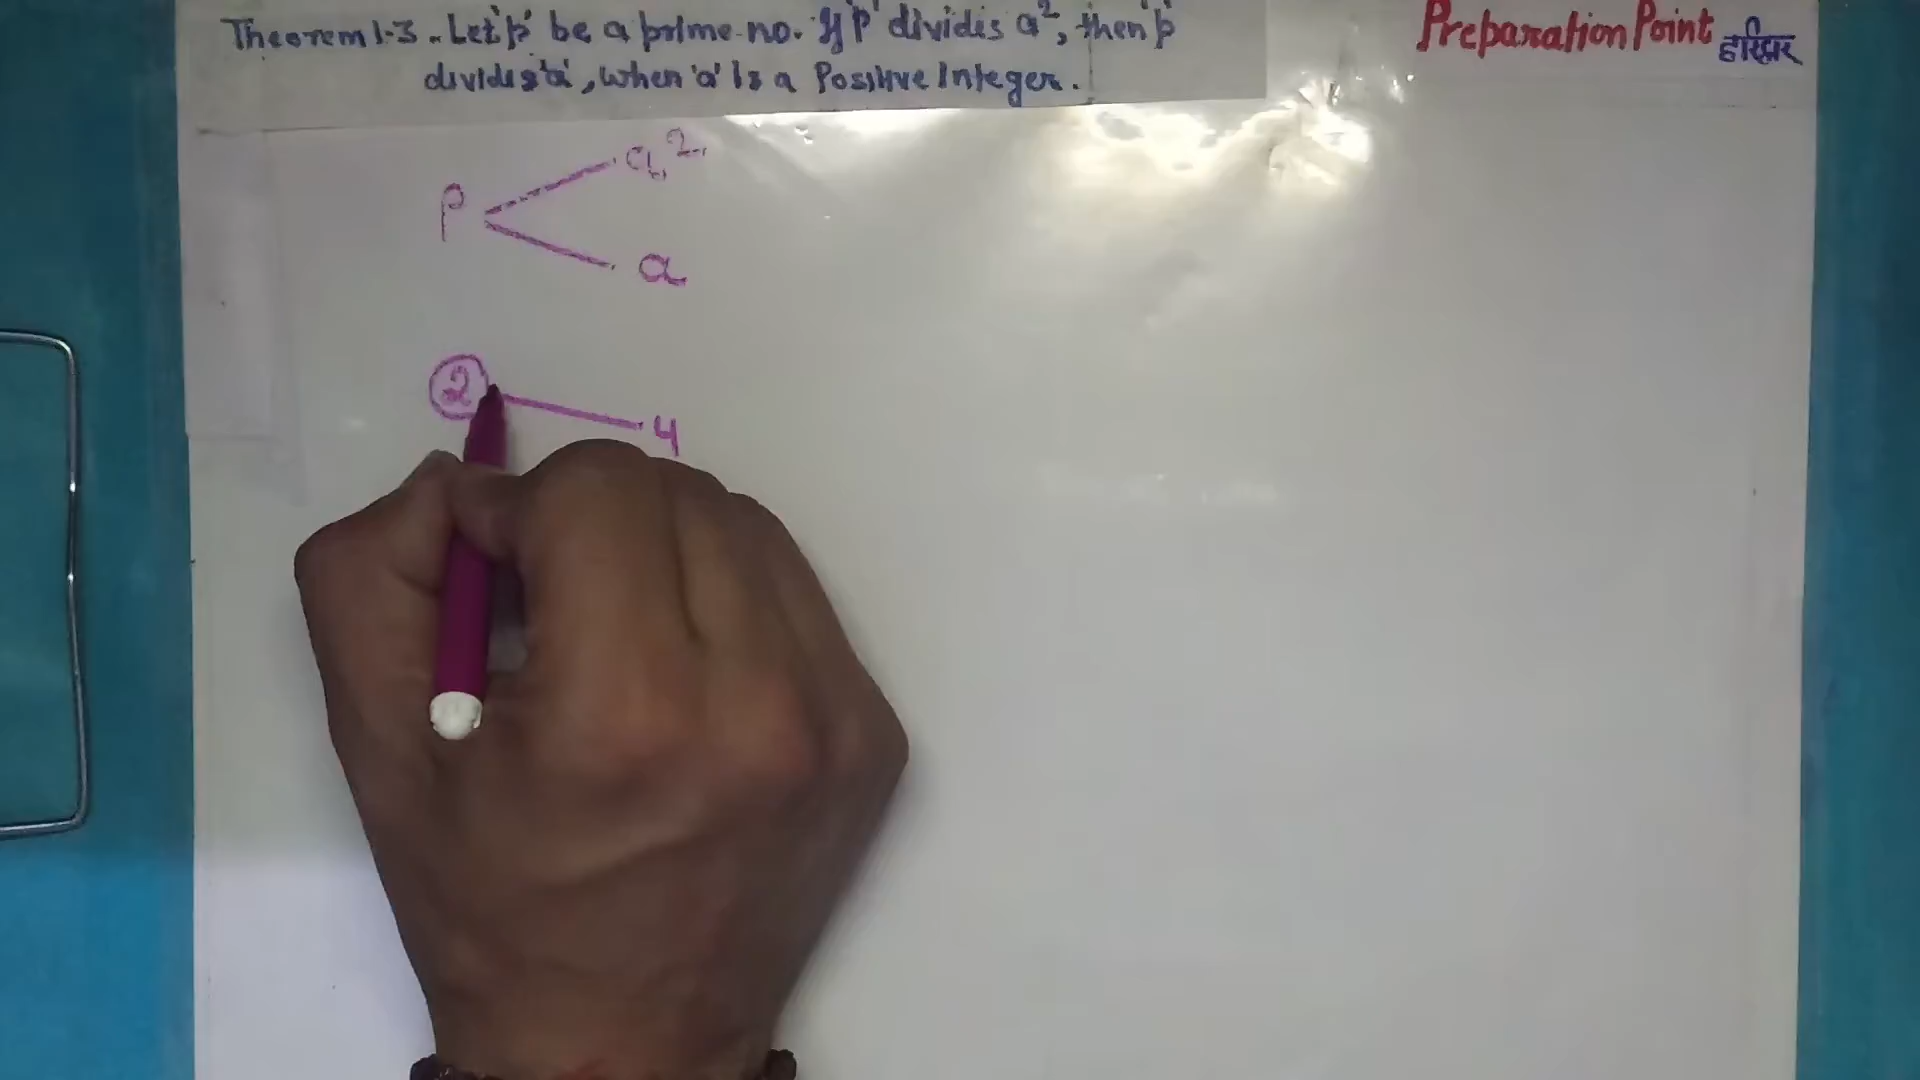 Theorem 1.3. Let 'p' be a prime no. If 'p' divides a², then 'p'
divides 'a', when 'a' is a Positive Integer.
Preparation Point हरिद्वार
P
a²
a
2
4